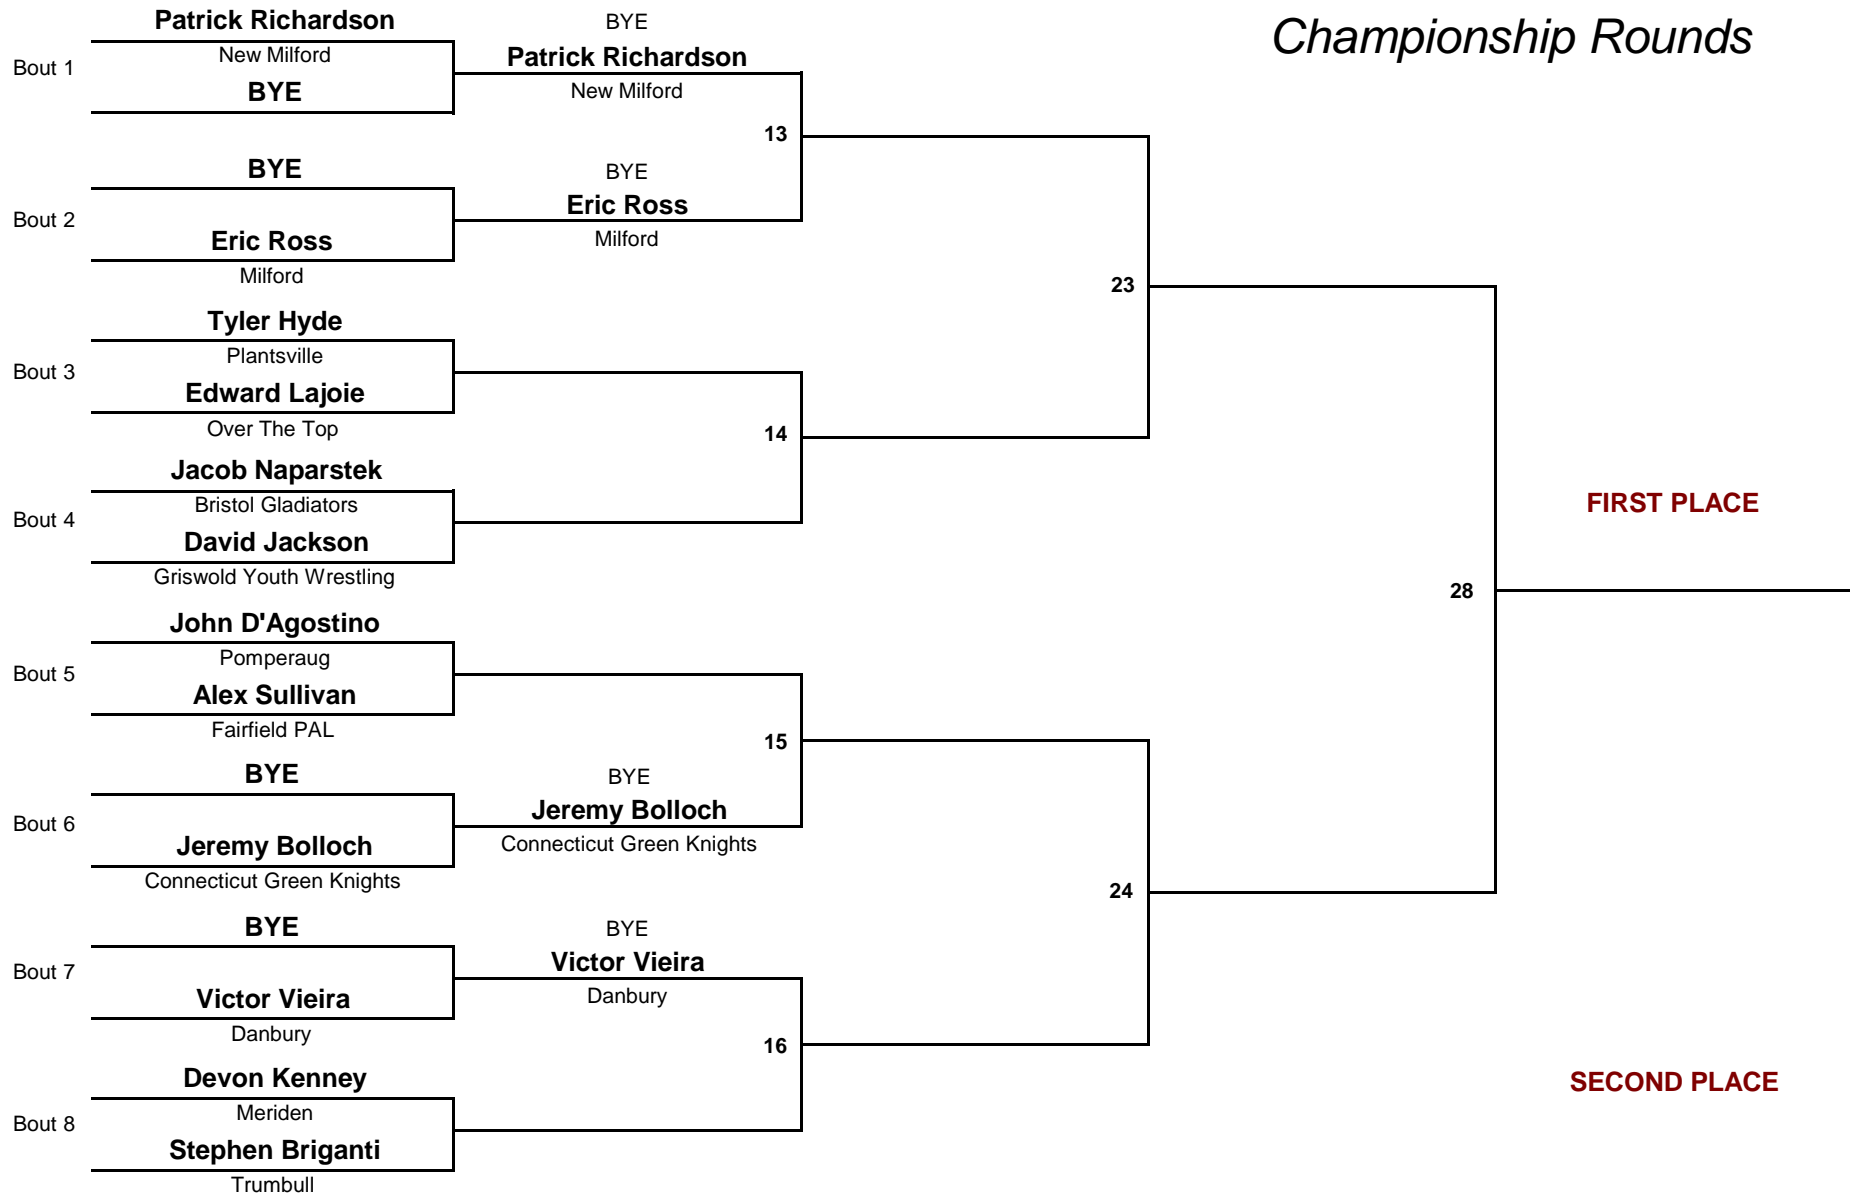 Championship Rounds
Bout 1
Patrick Richardson
New Milford
BYE
Bout 2
BYE
Eric Ross
Milford
Bout 3
Tyler Hyde
Plantsville
Edward Lajoie
Over The Top
Bout 4
Jacob Naparstek
Bristol Gladiators
David Jackson
Griswold Youth Wrestling
Bout 5
John D'Agostino
Pomperaug
Alex Sullivan
Fairfield PAL
Bout 6
BYE
Jeremy Bolloch
Connecticut Green Knights
Bout 7
BYE
Victor Vieira
Danbury
Bout 8
Devon Kenney
Meriden
Stephen Briganti
Trumbull
BYE
Patrick Richardson
New Milford
13
BYE
Eric Ross
Milford
14
15
BYE
Jeremy Bolloch
Connecticut Green Knights
BYE
Victor Vieira
Danbury
16
23
24
28
FIRST PLACE
SECOND PLACE